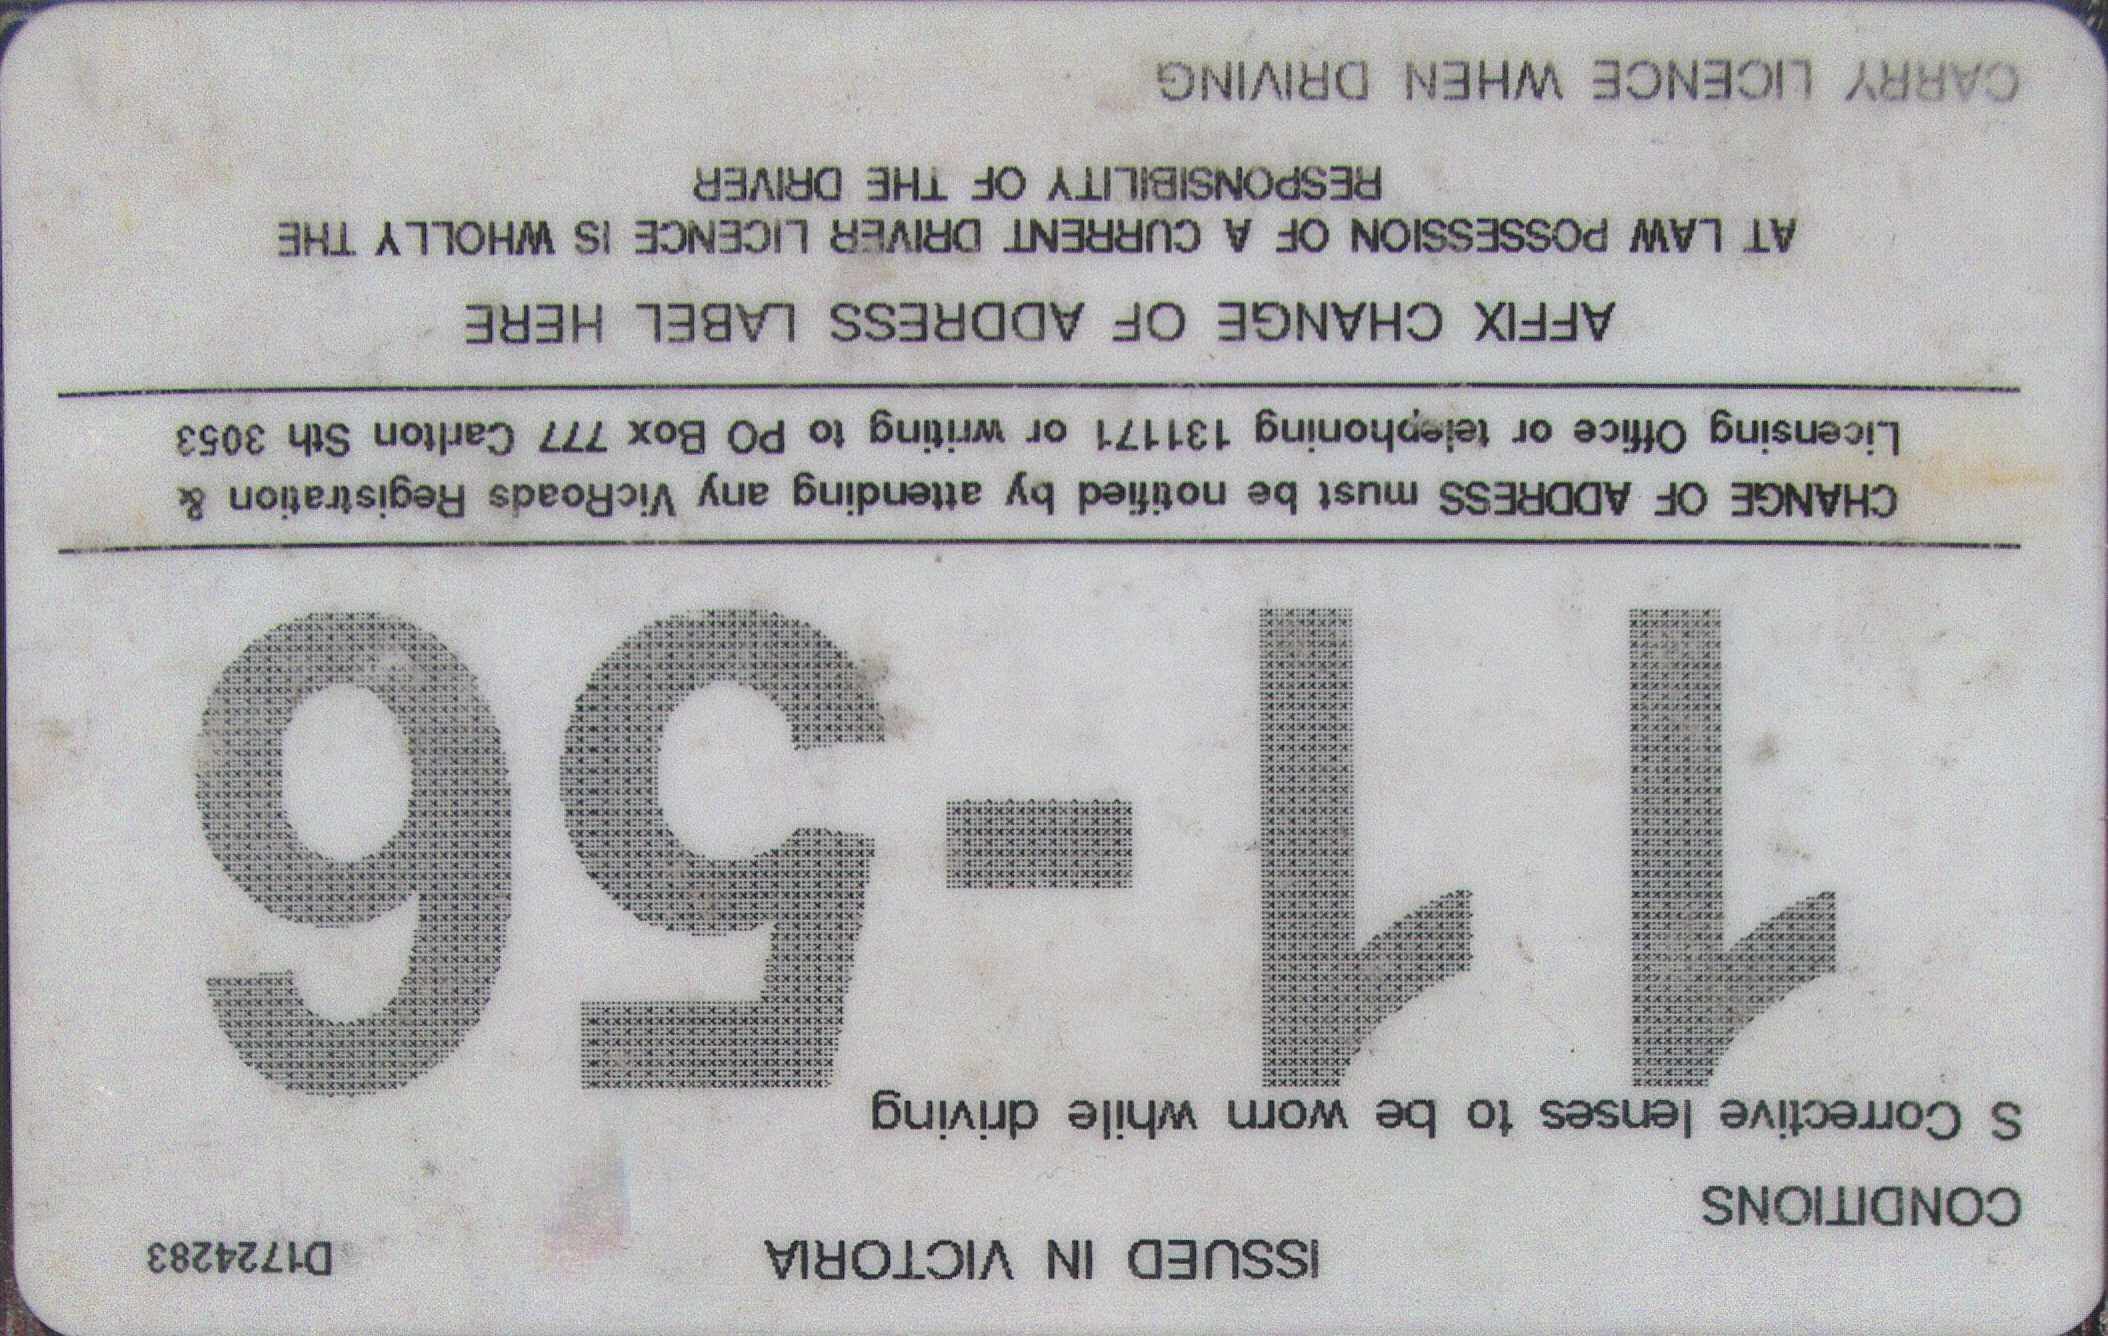 ISSUED IN VICTORIA D1724283
CONDITIONS
S Corrective lenses to be worn while driving
11-56
CHANGE OF ADDRESS must be notified by attending any VicRoads Registration &
Licensing Office or telephoning 131171 or writing to PO Box 777 Carlton Sth 3053
AFFIX CHANGE OF ADDRESS LABEL HERE
AT LAW POSSESSION OF A CURRENT DRIVER LICENCE IS WHOLLY THE
RESPONSIBILITY OF THE DRIVER
CARRY LICENCE WHEN DRIVING